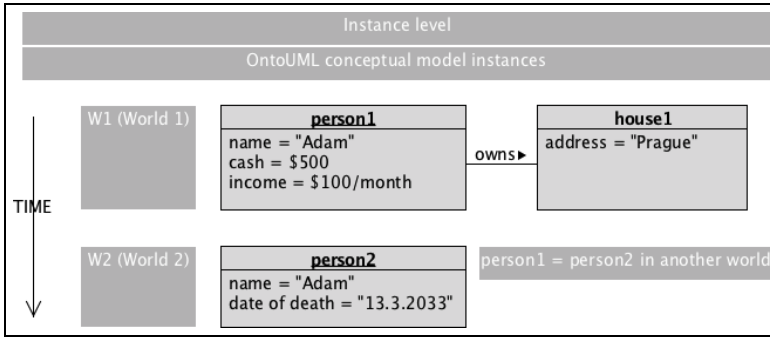 Instance level
OntoUML conceptual model instances
W1 (World 1)
person1
name = "Adam"
cash = $500
income = $100/month
owns▶
house1
address = "Prague"
TIME
W2 (World 2)
person2
name = "Adam"
date of death = "13.3.2033"
person1 = person2 in another world